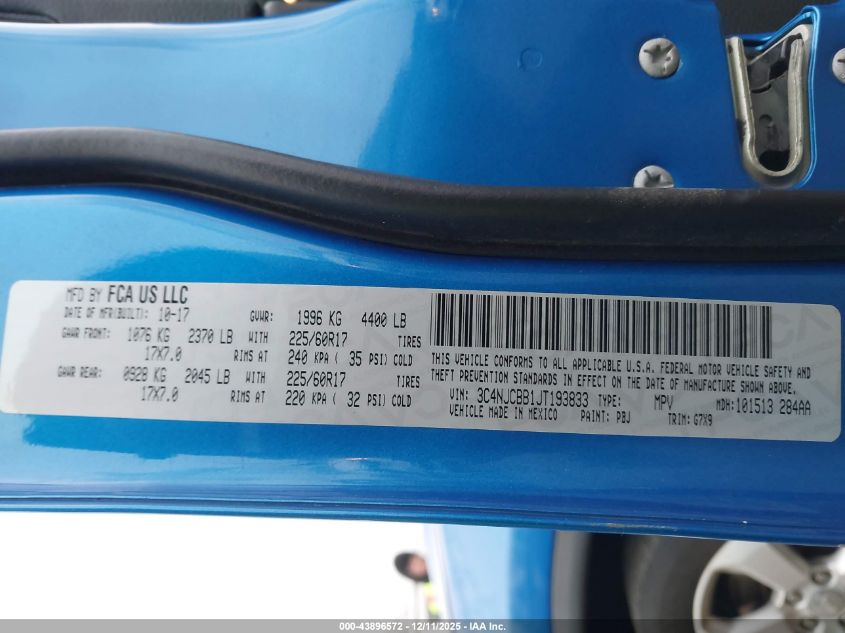 MFD BY FCA US LLC
DATE OF MFR(BUILT): 10-17 GVWR: 1996 KG 4400 LB
GAWR FRONT: 1076 KG 2370 LB WITH 225/60R17 TIRES
17X7.0 RIMS AT 240 KPA ( 35 PSI) COLD
GAWR REAR: 0928 KG 2045 LB WITH 225/60R17 TIRES
17X7.0 RIMS AT 220 KPA ( 32 PSI) COLD
THIS VEHICLE CONFORMS TO ALL APPLICABLE U.S.A. FEDERAL MOTOR VEHICLE SAFETY AND
THEFT PREVENTION STANDARDS IN EFFECT ON THE DATE OF MANUFACTURE SHOWN ABOVE.
VIN: 3C4NJCBB1JT193833 TYPE: MPV MDH:101513 284AA
VEHICLE MADE IN MEXICO PAINT: PBJ TRIM: G7X9
000-43896572 - 12/11/2025 - IAA Inc.